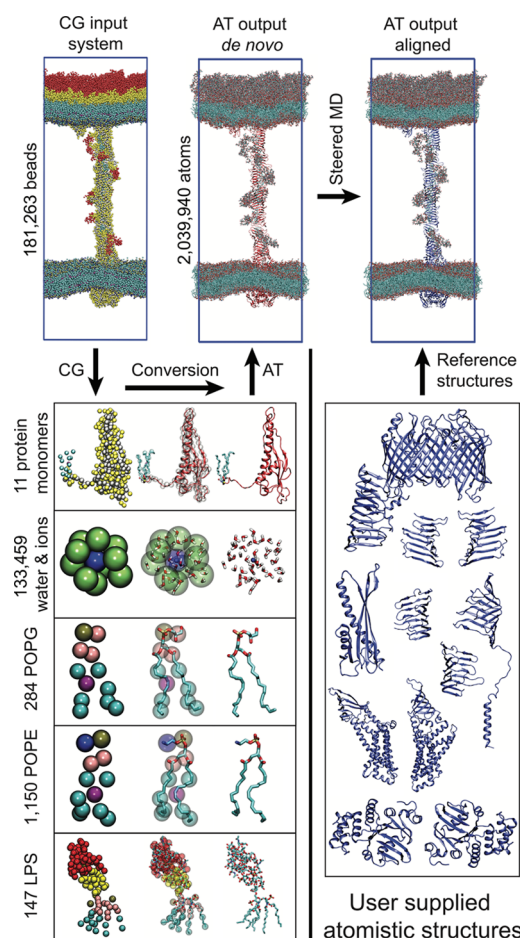 CG input
system
AT output
de novo
AT output
aligned
181,263 beads
2,039,940 atoms
Steered MD
CG
Conversion
AT
Reference
structures
11 protein
monomers
133,459
water & ions
284 POPG
1,150 POPE
147 LPS
User supplied
atomistic structures